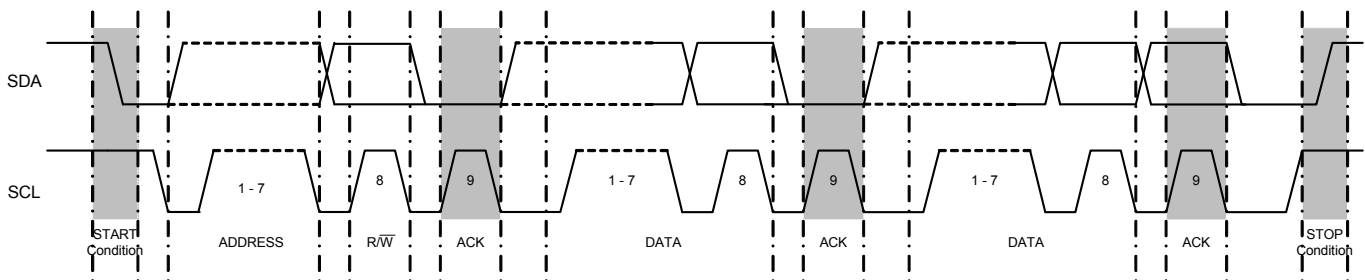 SDA
SCL
1 - 7
8
9
1 - 7
8
9
1 - 7
8
9
START
Condition
ADDRESS
R/W̅
ACK
DATA
ACK
DATA
ACK
STOP
Condition